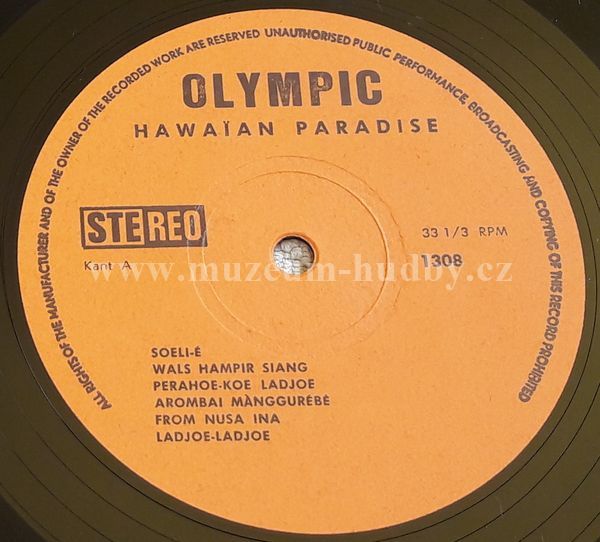 ALL RIGHTS OF THE MANUFACTURER AND OF THE OWNER OF THE RECORDED WORK ARE RESERVED UNAUTHORISED PUBLIC PERFORMANCE, BROADCASTING AND COPYING OF THIS RECORD PROHIBITED
OLYMPIC
HAWAÏAN PARADISE
STEREO
33 1/3 RPM
Kant A
1308
www.muzeum-hudby.cz
SOELI-É
WALS HAMPIR SIANG
PERAHOE-KOE LADJOE
AROMBAI MÀNGGURÉBÈ
FROM NUSA INA
LADJOE-LADJOE